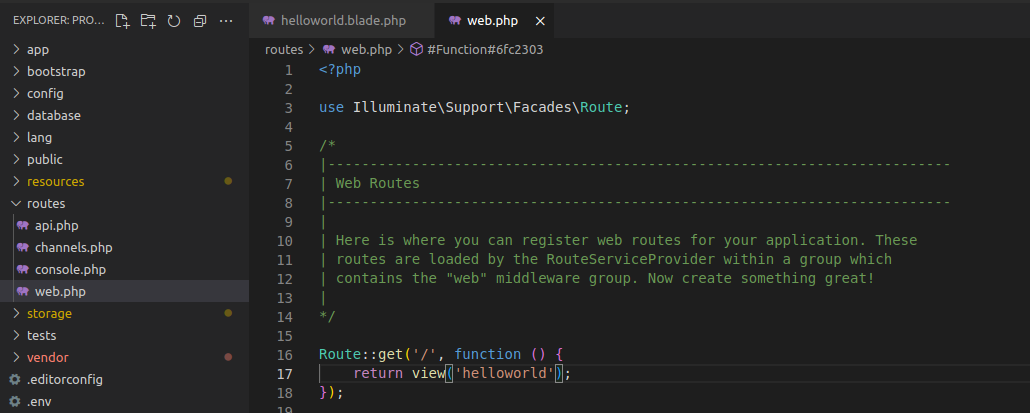 EXPLORER: PRO... ···
app
bootstrap
config
database
lang
public
resources
routes
api.php
channels.php
console.php
web.php
storage
tests
vendor
.editorconfig
.env
helloworld.blade.php web.php ×
routes > web.php > #Function#6fc2303
1 <?php
2
3 use Illuminate\Support\Facades\Route;
4
5 /*
6 |--------------------------------------------------------------------------
7 | Web Routes
8 |--------------------------------------------------------------------------
9 |
10 | Here is where you can register web routes for your application. These
11 | routes are loaded by the RouteServiceProvider within a group which
12 | contains the "web" middleware group. Now create something great!
13 |
14 */
15
16 Route::get('/', function () {
17     return view('helloworld');
18 });
19